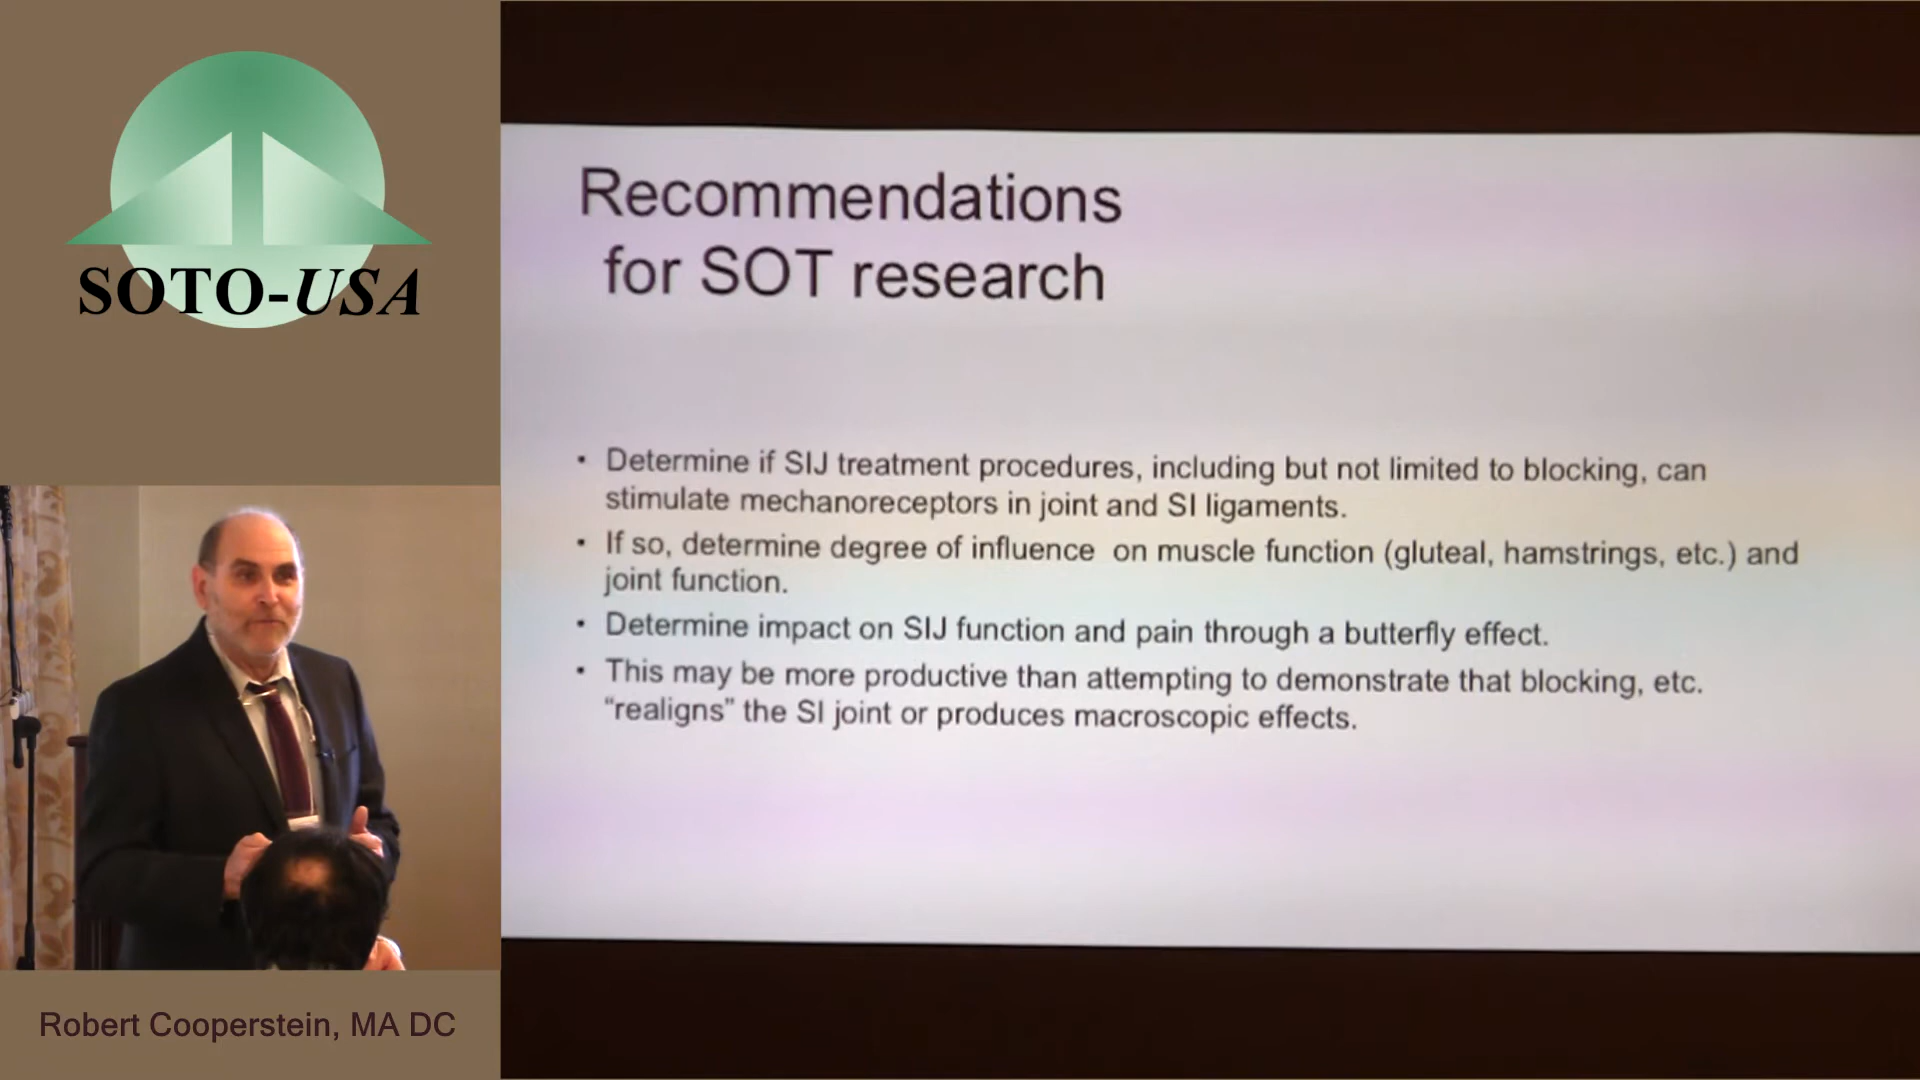 SOTO-USA
Recommendations
for SOT research
• Determine if SIJ treatment procedures, including but not limited to blocking, can
stimulate mechanoreceptors in joint and SI ligaments.
• If so, determine degree of influence on muscle function (gluteal, hamstrings, etc.) and
joint function.
• Determine impact on SIJ function and pain through a butterfly effect.
• This may be more productive than attempting to demonstrate that blocking, etc.
“realigns” the SI joint or produces macroscopic effects.
Robert Cooperstein, MA DC